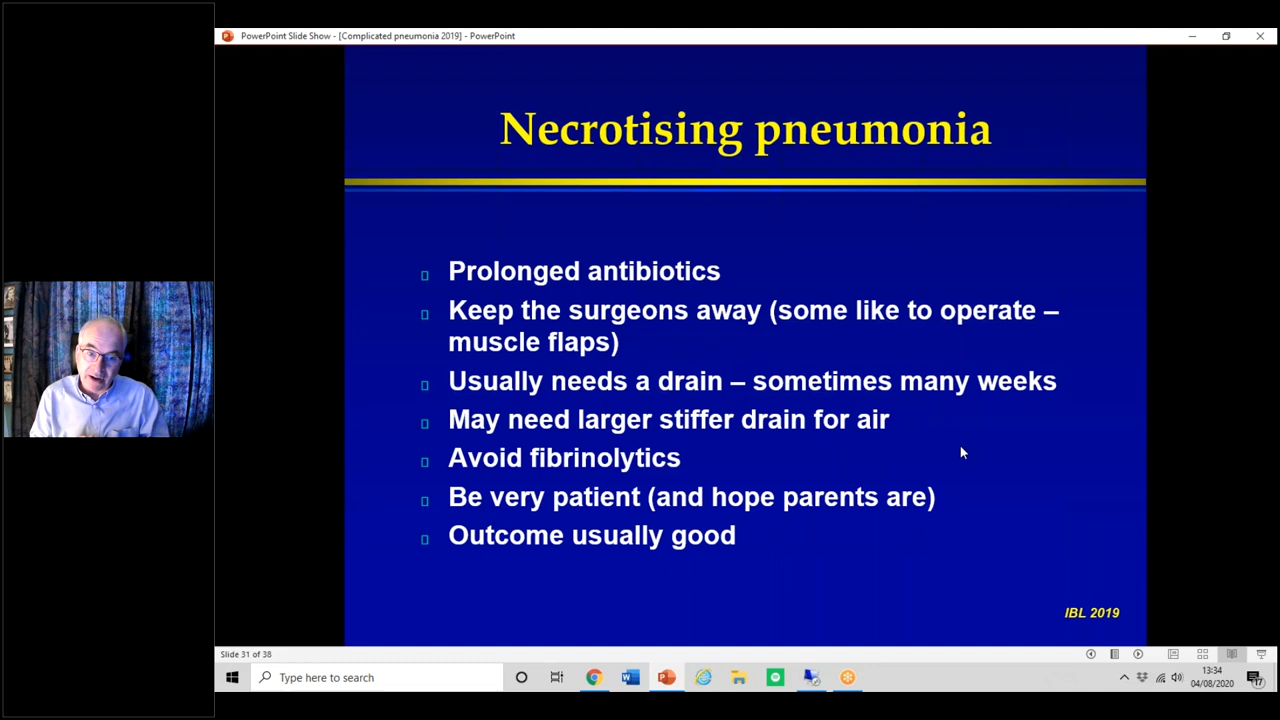 PowerPoint Slide Show - [Complicated pneumonia 2019] - PowerPoint
Necrotising pneumonia
Prolonged antibiotics
Keep the surgeons away (some like to operate –
muscle flaps)
Usually needs a drain – sometimes many weeks
May need larger stiffer drain for air
Avoid fibrinolytics
Be very patient (and hope parents are)
Outcome usually good
IBL 2019
Slide 31 of 38
Type here to search
13:34
04/08/2020
17